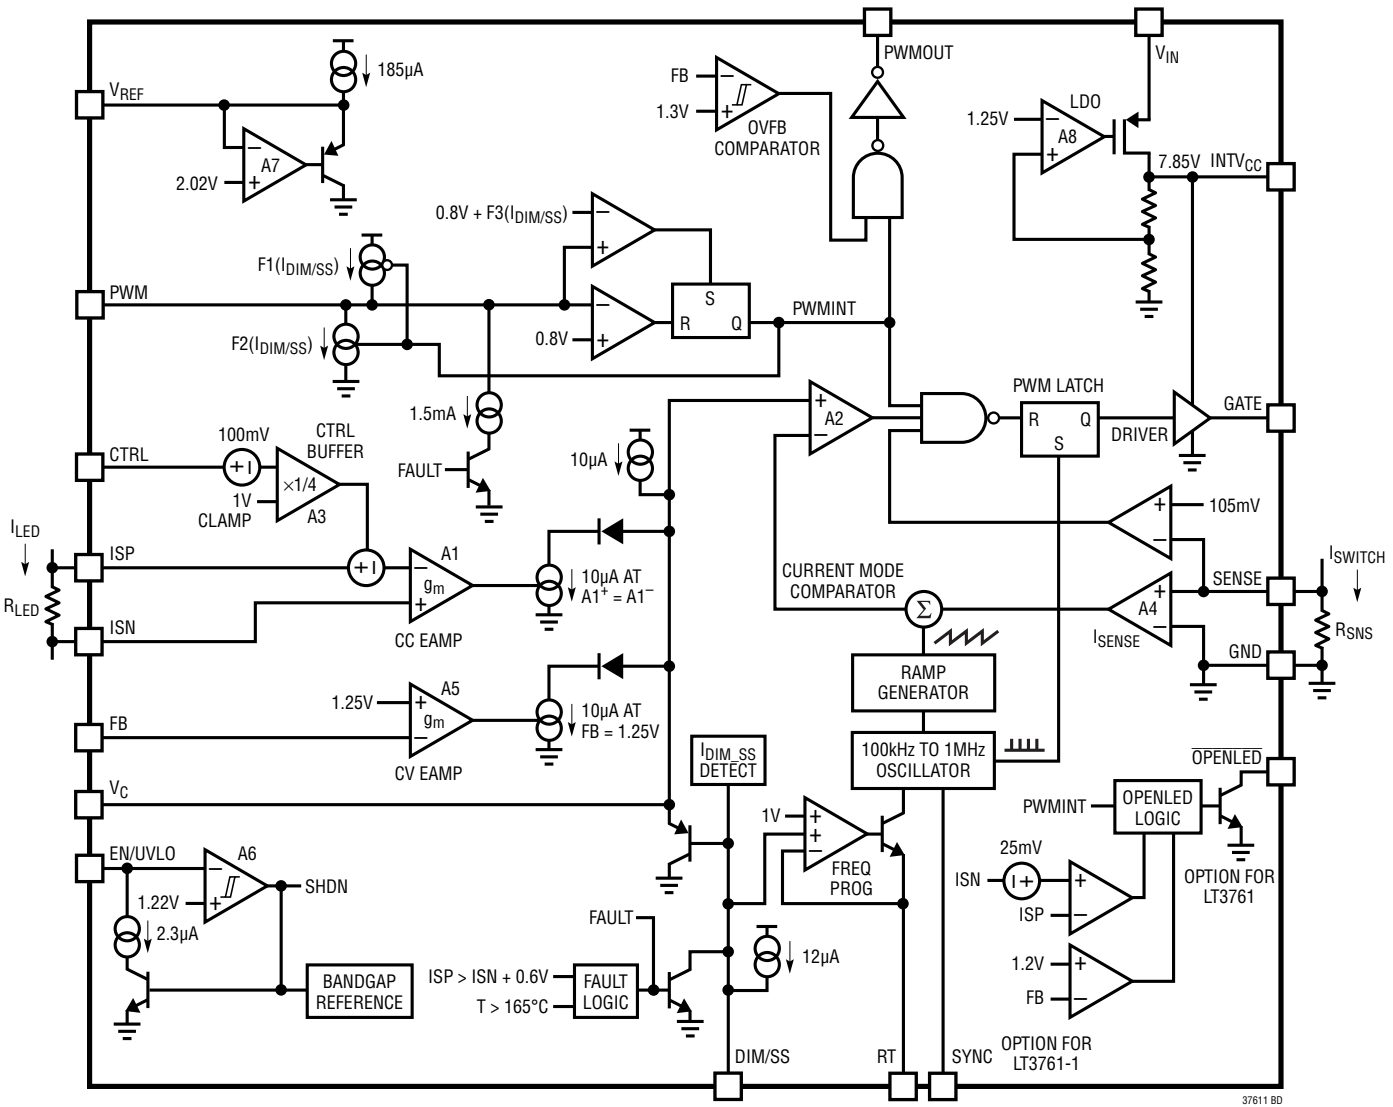 PWMOUT
V_IN
V_REF
185µA
A7
2.02V
FB
1.3V
OVFB
COMPARATOR
LDO
1.25V
A8
7.85V
INTV_CC
0.8V + F3(I_DIM/SS)
F1(I_DIM/SS)
PWM
F2(I_DIM/SS)
0.8V
S
R
Q
PWMINT
1.5mA
FAULT
10µA
A2
PWM LATCH
R
Q
S
DRIVER
GATE
CTRL
100mV
CTRL
BUFFER
×1/4
1V
CLAMP
A3
I_LED
R_LED
ISP
ISN
A1
g_m
CC EAMP
10µA AT
A1⁺ = A1⁻
105mV
CURRENT MODE
COMPARATOR
Σ
I_SENSE
A4
SENSE
I_SWITCH
R_SNS
GND
RAMP
GENERATOR
1.25V
A5
g_m
CV EAMP
FB
10µA AT
FB = 1.25V
V_C
I_DIM_SS
DETECT
100kHz TO 1MHz
OSCILLATOR
OPENLED
PWMINT
OPENLED
LOGIC
OPTION FOR
LT3761
EN/UVLO
A6
1.22V
SHDN
2.3µA
BANDGAP
REFERENCE
1V
FREQ
PROG
25mV
ISN
ISP
1.2V
FB
OPTION FOR
LT3761-1
FAULT
ISP > ISN + 0.6V
T > 165°C
FAULT
LOGIC
12µA
DIM/SS
RT
SYNC
37611 BD